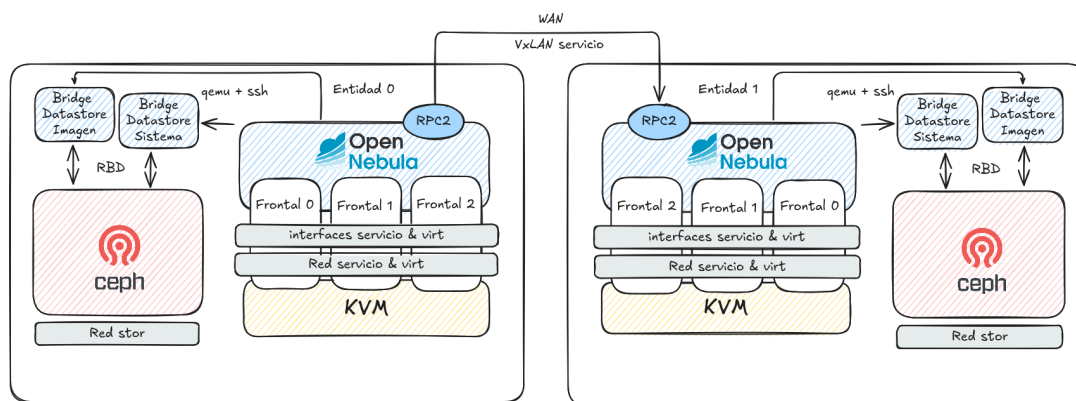 WAN
VxLAN servicio
Entidad 0
qemu + ssh
Bridge
Datastore
Imagen
Bridge
Datastore
Sistema
RPC2
Open
Nebula
RBD
Frontal 0
Frontal 1
Frontal 2
interfaces servicio & virt
Red servicio & virt
KVM
ceph
Red stor
Entidad 1
qemu + ssh
RPC2
Open
Nebula
Bridge
Datastore
Sistema
Bridge
Datastore
Imagen
RBD
Frontal 2
Frontal 1
Frontal 0
interfaces servicio & virt
Red servicio & virt
KVM
ceph
Red stor